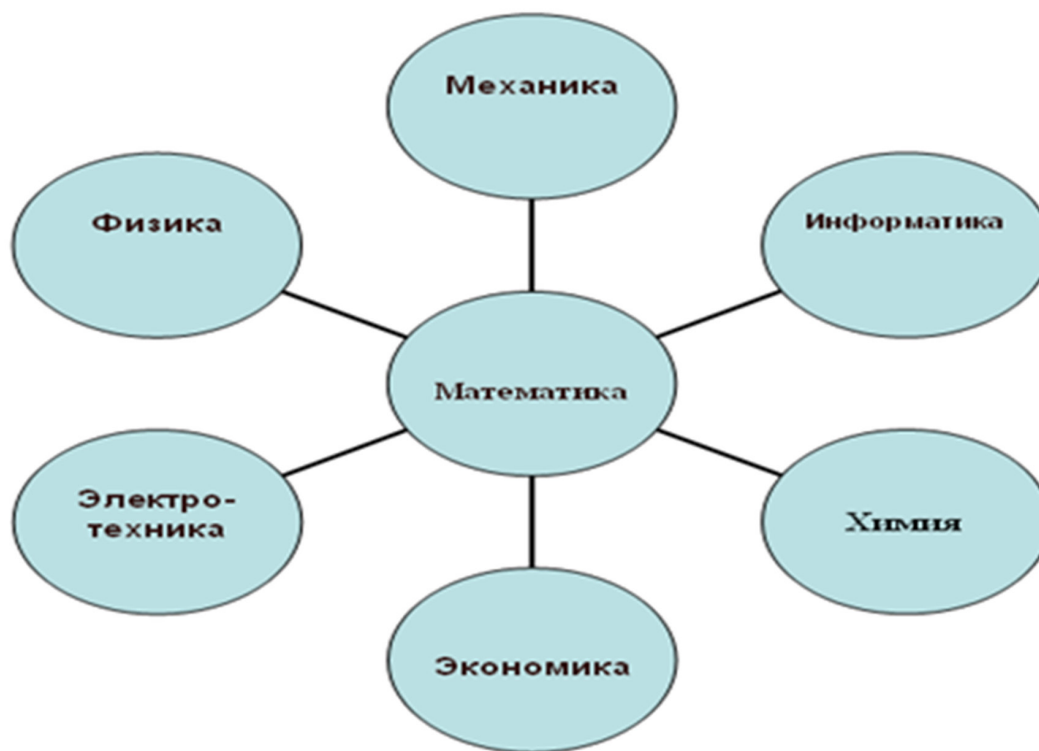 Механика
Физика
Информатика
Математика
Электро-
техника
Химия
Экономика